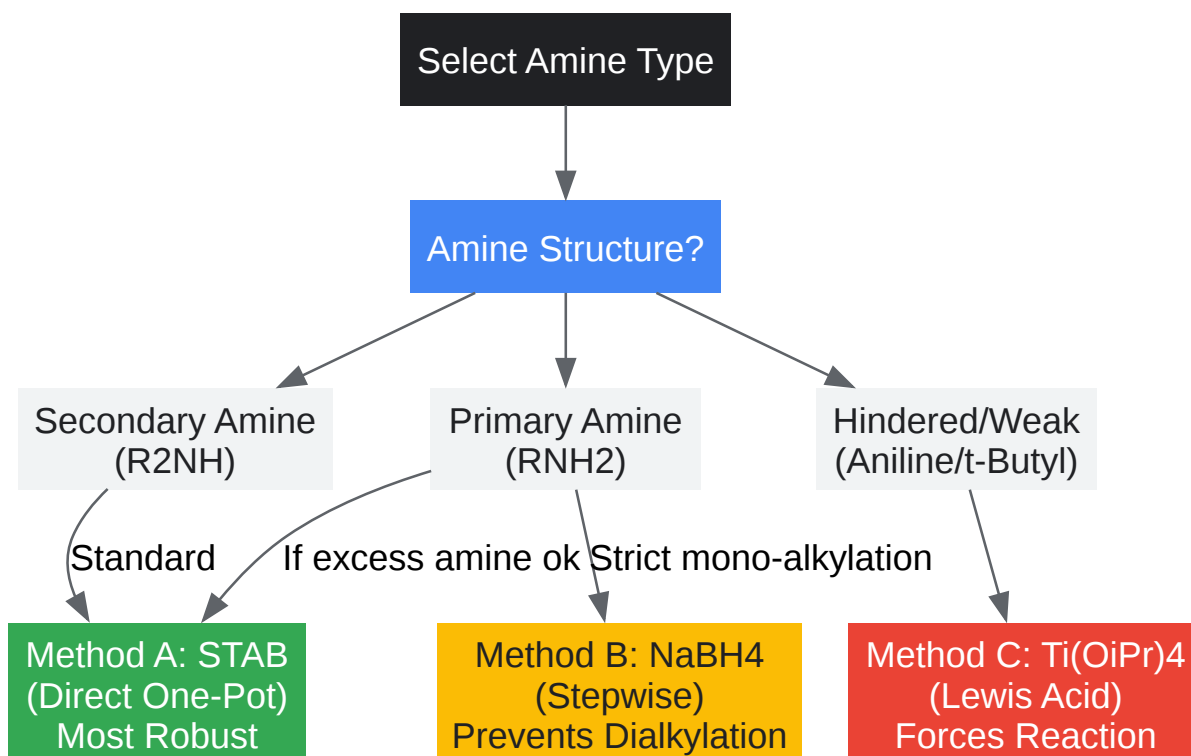 Select Amine Type
Amine Structure?
Secondary Amine
(R2NH)
Primary Amine
(RNH2)
Hindered/Weak
(Aniline/t-Butyl)
Standard
If excess amine ok
Strict mono-alkylation
Method A: STAB
(Direct One-Pot)
Most Robust
Method B: NaBH4
(Stepwise)
Prevents Dialkylation
Method C: Ti(OiPr)4
(Lewis Acid)
Forces Reaction